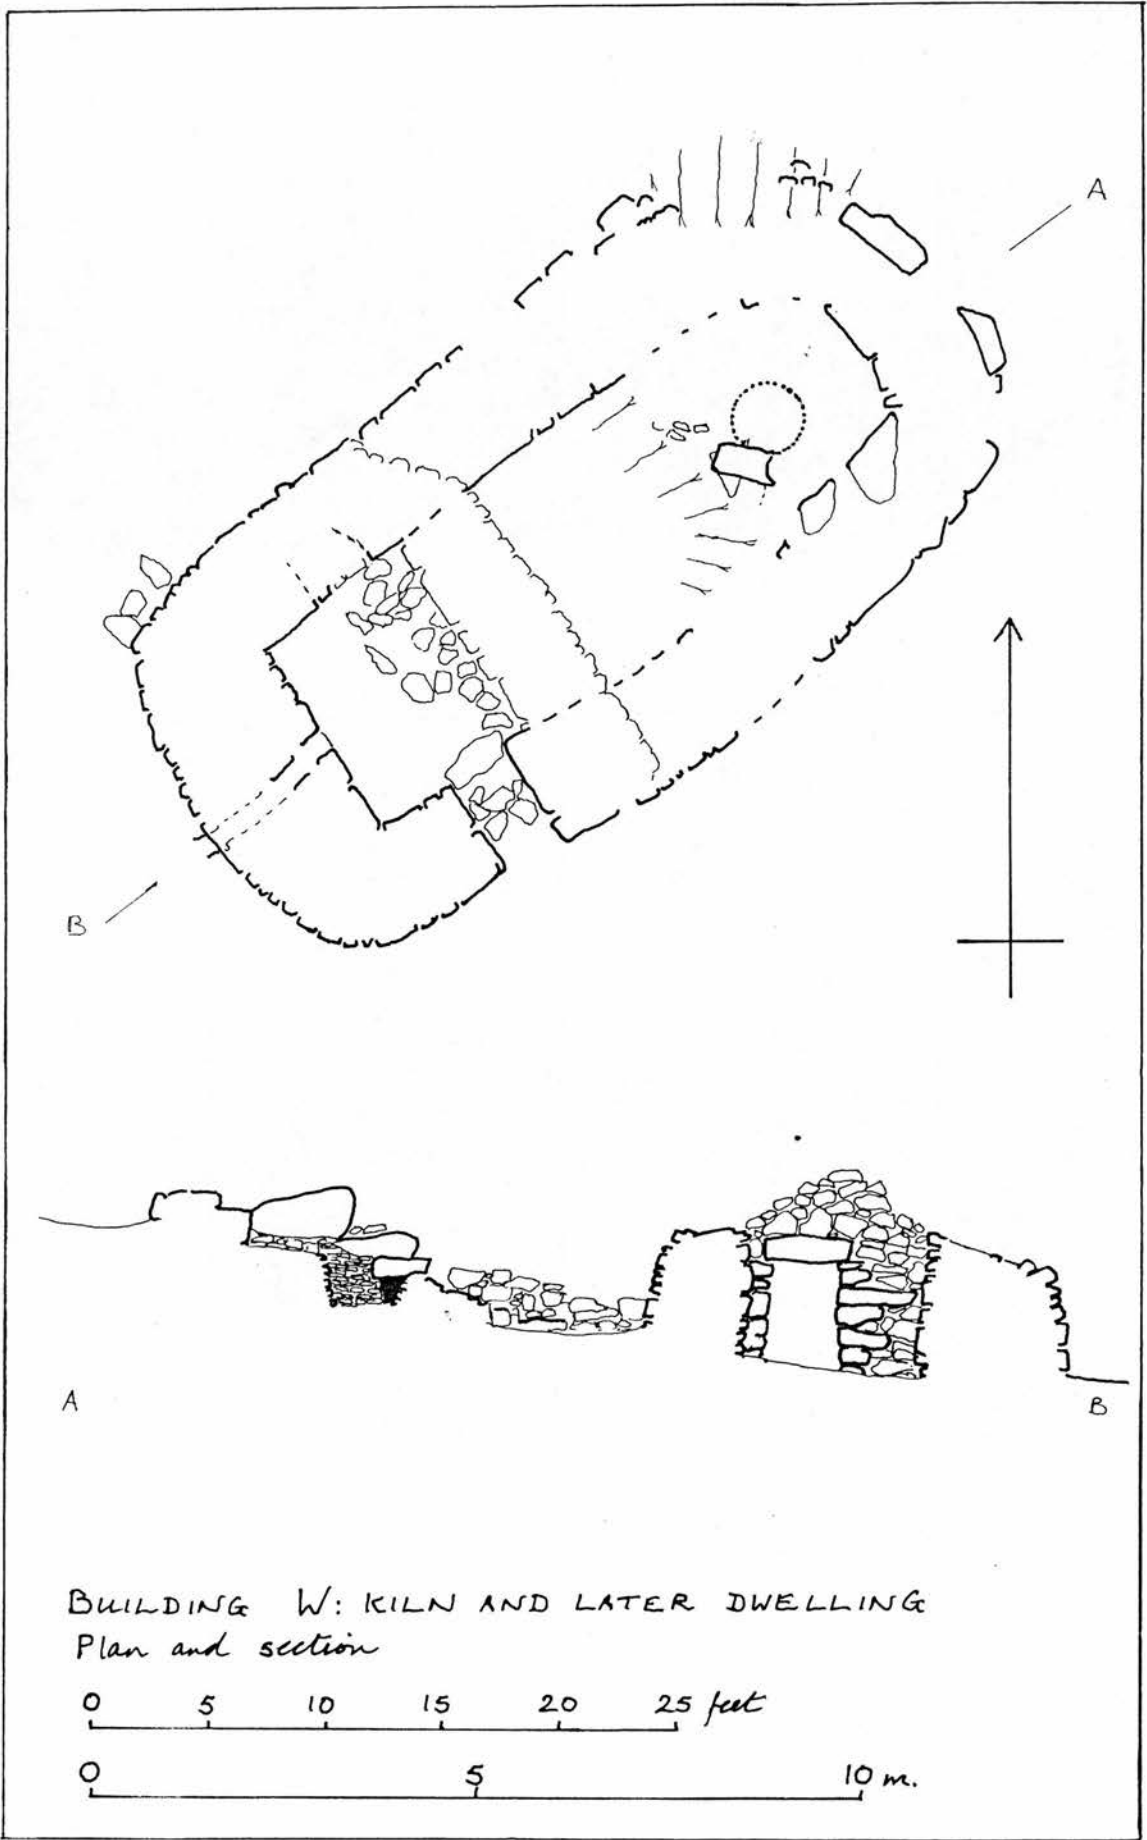 A
B
A
B
BUILDING W: KILN AND LATER DWELLING
Plan and section
0 5 10 15 20 25 feet
0 5 10 m.